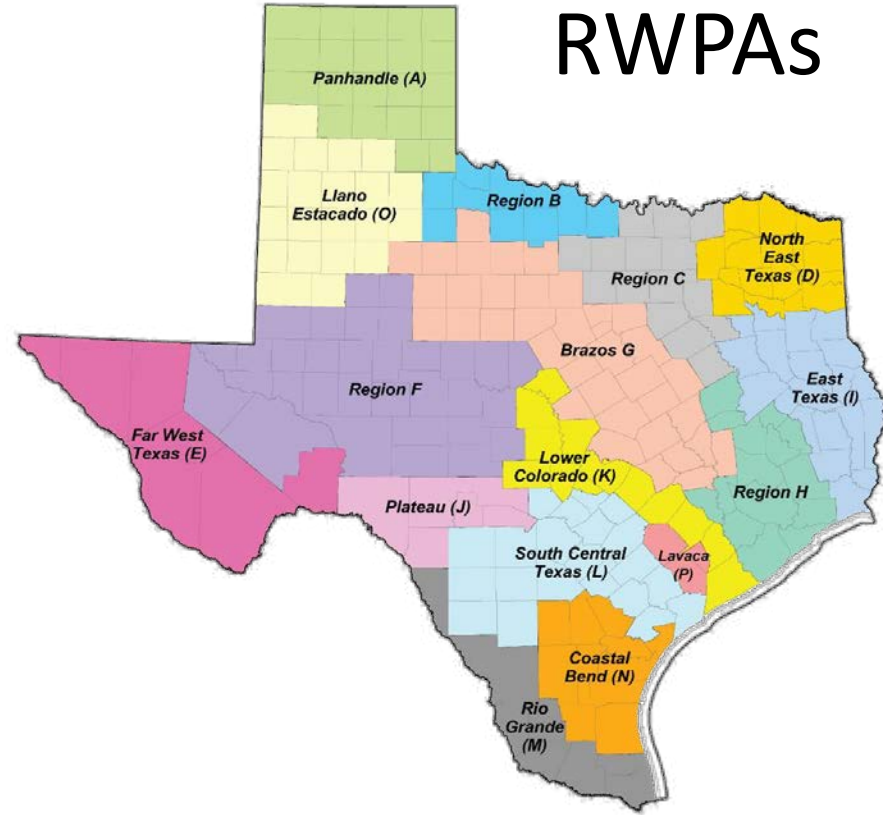 RWPAs
Panhandle (A)
Llano
Estacado (O)
Region B
North
East
Texas (D)
Region C
Brazos G
Region F
East
Texas (I)
Far West
Texas (E)
Lower
Colorado (K)
Region H
Plateau (J)
South Central
Texas (L)
Lavaca
(P)
Coastal
Bend (N)
Rio
Grande
(M)